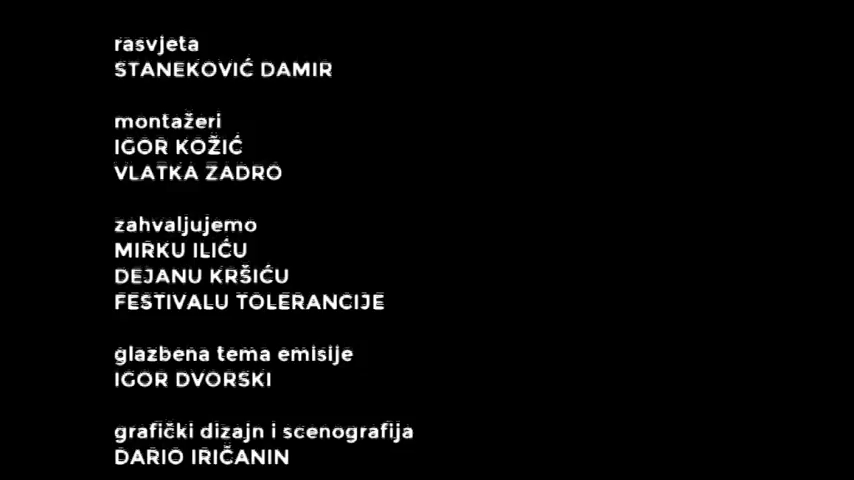 rasvjeta
STANEKOVIĆ DAMIR
montažeri
IGOR KOŽIĆ
VLATKA ZADRO
zahvaljujemo
MIRKU ILIĆU
DEJANU KRŠIĆU
FESTIVALU TOLERANCIJE
glazbena tema emisije
IGOR DVORSKI
grafički dizajn i scenografija
DARIO IRIČANIN